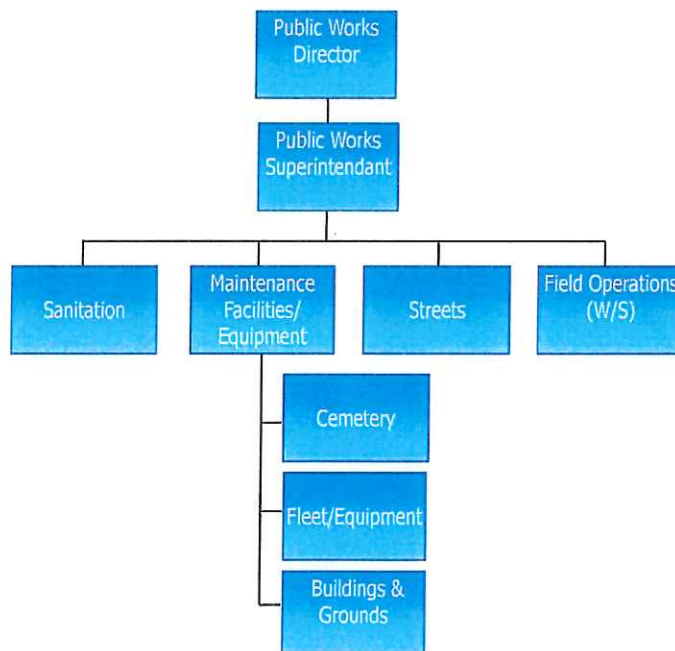 Public Works
Director
Public Works
Superintendant
Sanitation
Maintenance
Facilities/
Equipment
Streets
Field Operations
(W/S)
Cemetery
Fleet/Equipment
Buildings &
Grounds